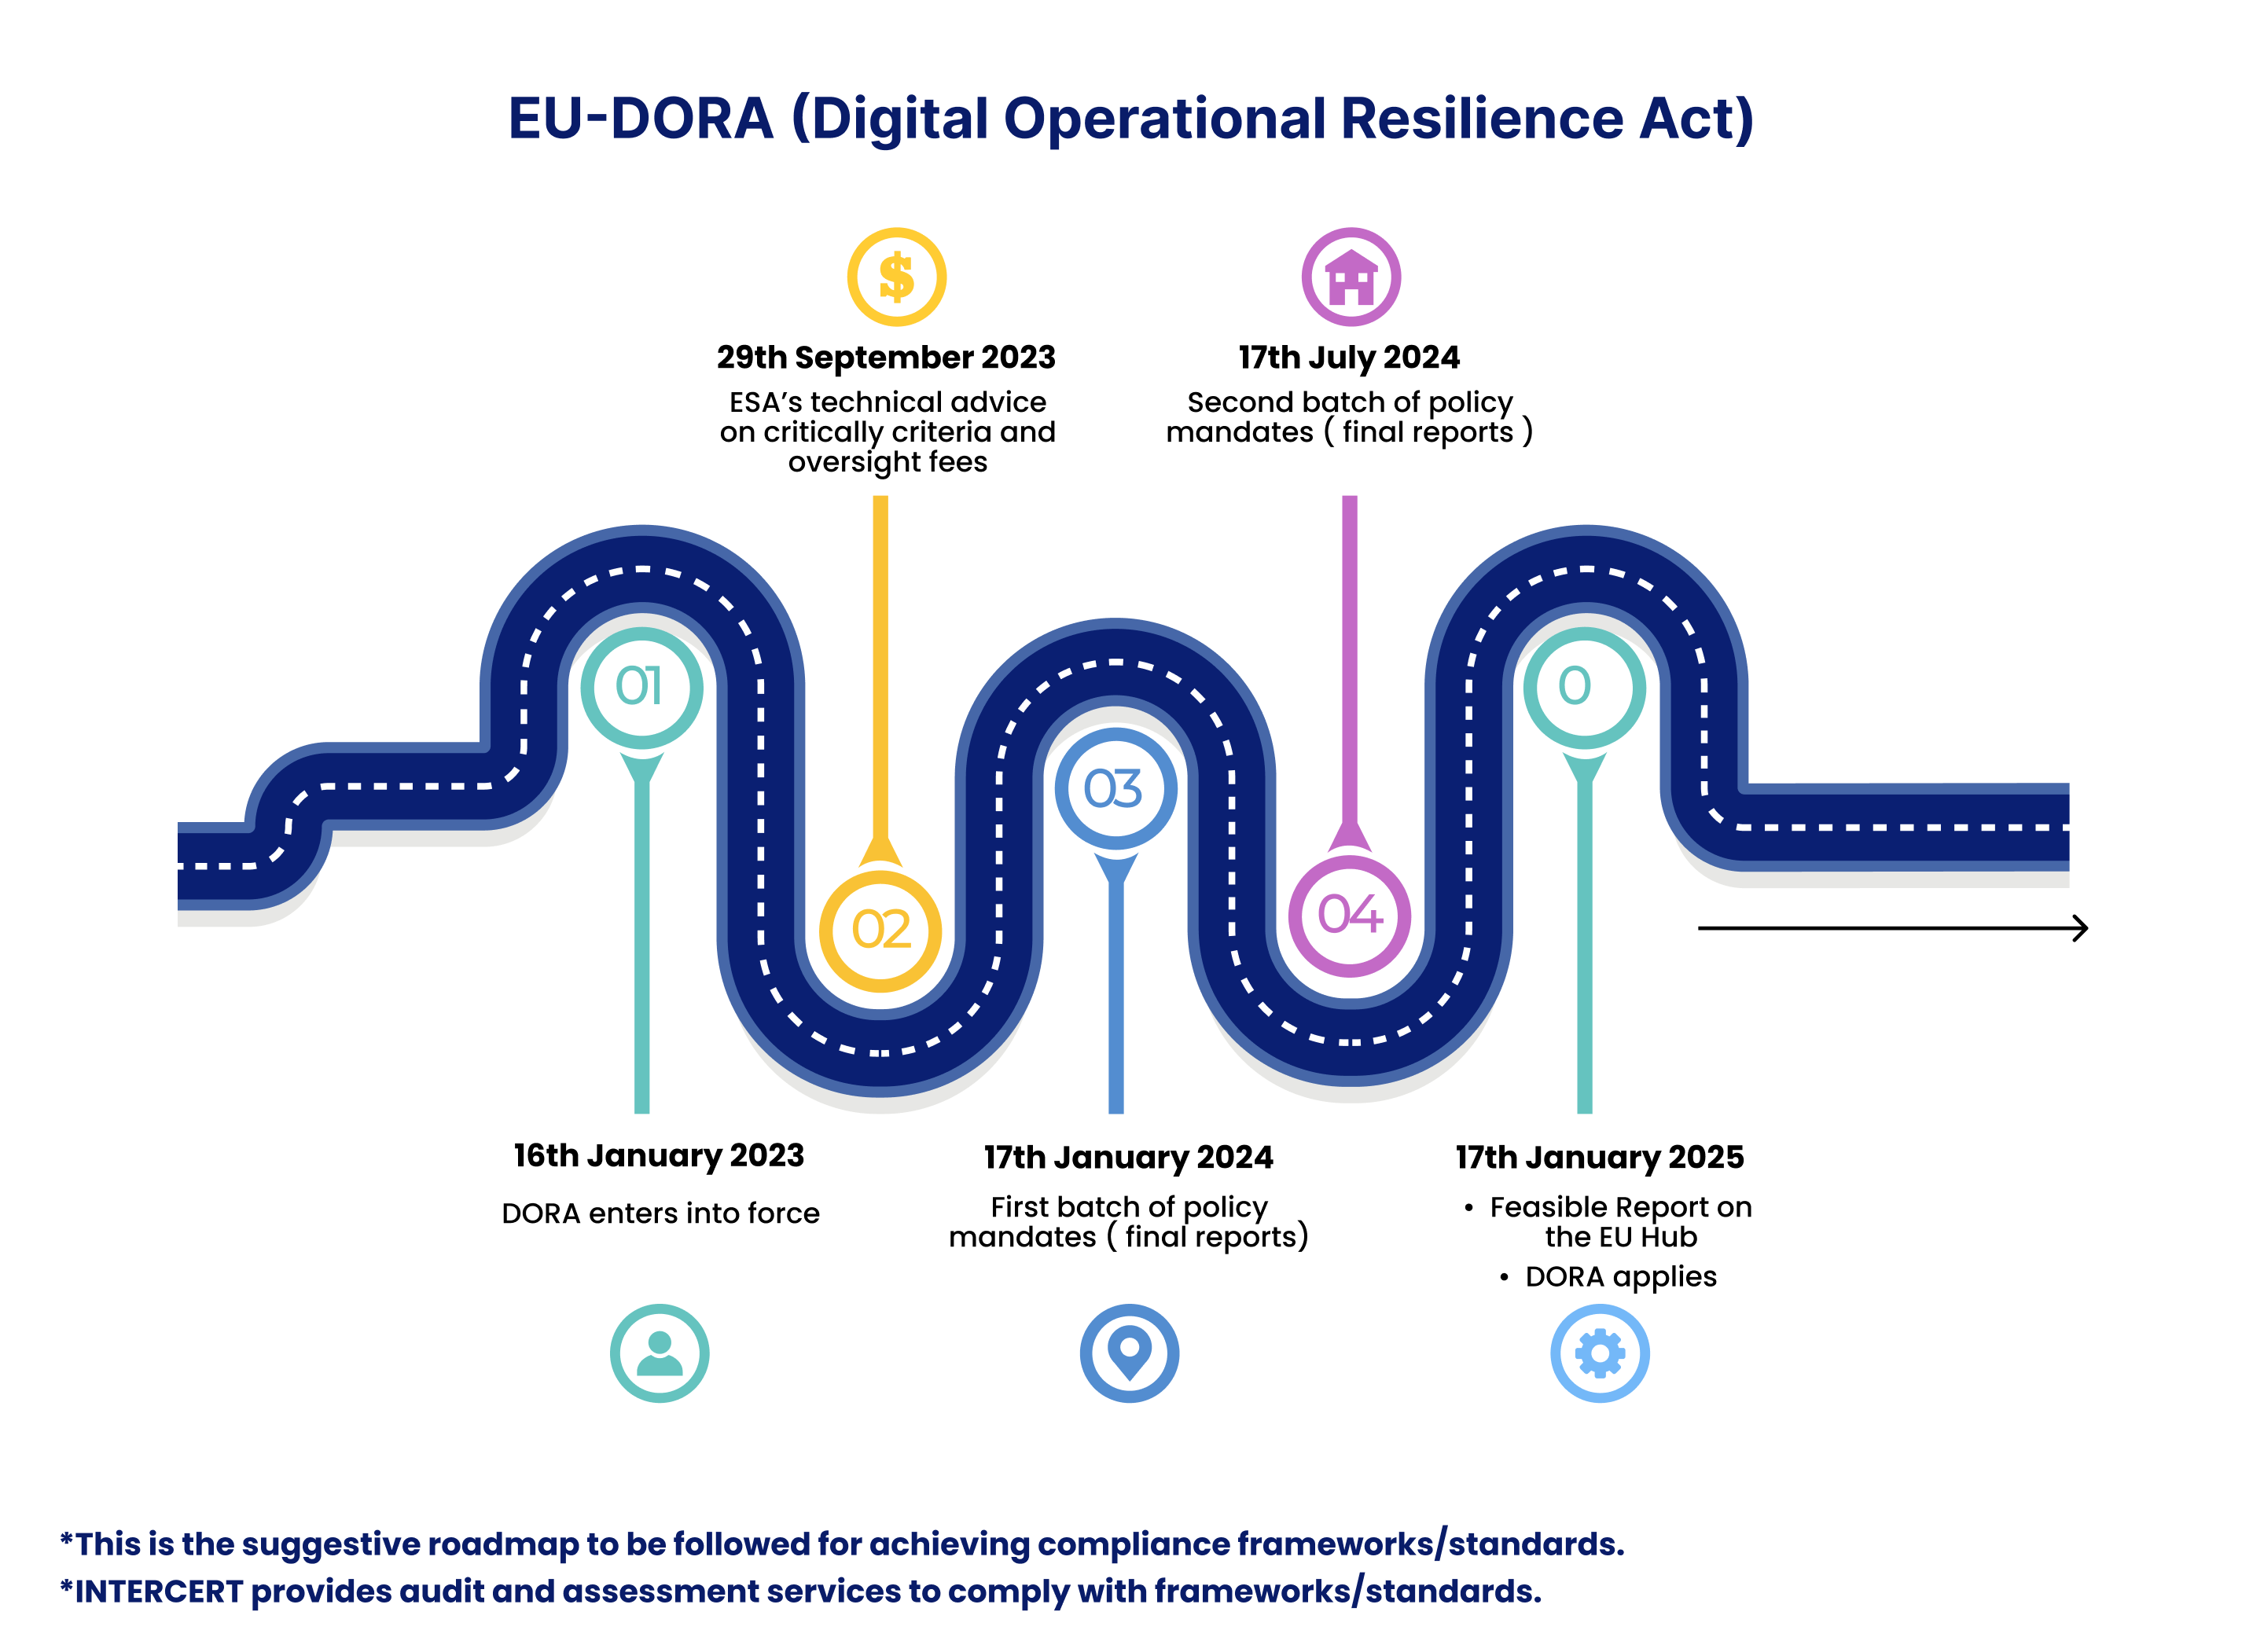 EU-DORA (Digital Operational Resilience Act)
$
29th September 2023
ESA’s technical advice
on critically criteria and
oversight fees
17th July 2024
Second batch of policy
mandates ( final reports )
01
02
03
04
0
16th January 2023
DORA enters into force
17th January 2024
First batch of policy
mandates ( final reports)
17th January 2025
• Feasible Report on
the EU Hub
• DORA applies
*This is the suggestive roadmap to be followed for achieving compliance frameworks/standards.
*INTERCERT provides audit and assessment services to comply with frameworks/standards.